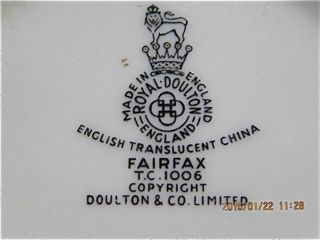 MADE IN ENGLAND
ROYAL·DOULTON
ENGLAND
ENGLISH TRANSLUCENT CHINA
FAIRFAX
T.C.1006
COPYRIGHT
DOULTON & CO. LIMITED
2016/01/22 11:26